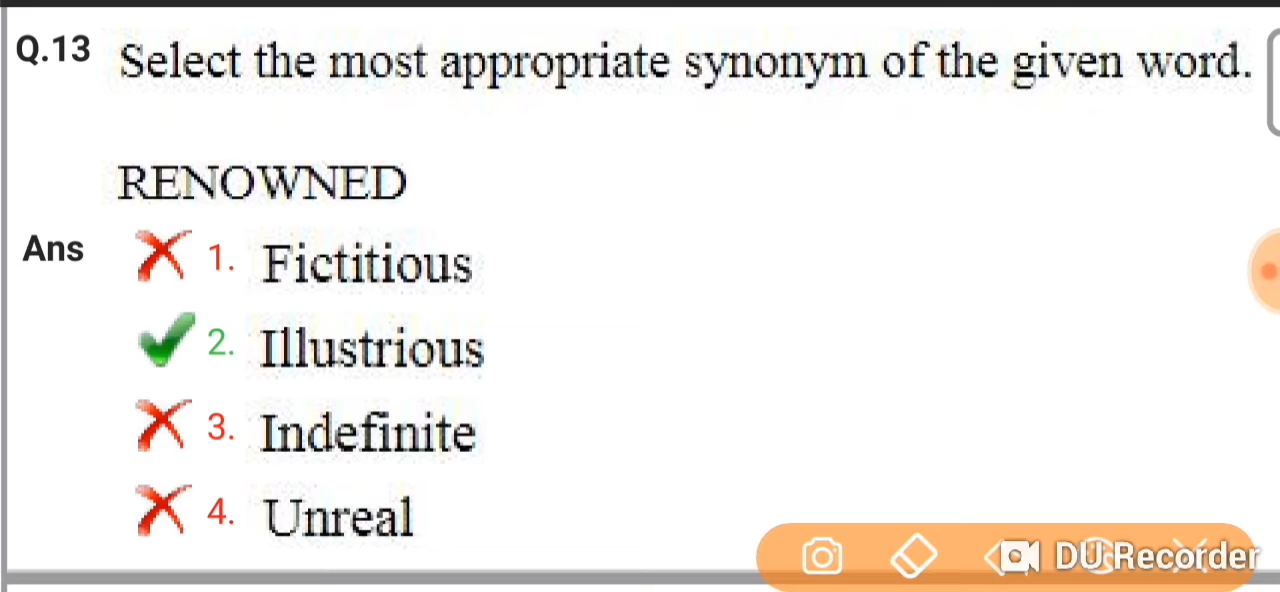 Q.13 Select the most appropriate synonym of the given word.
RENOWNED
Ans 1. Fictitious
2. Illustrious
3. Indefinite
4. Unreal
DU Recorder